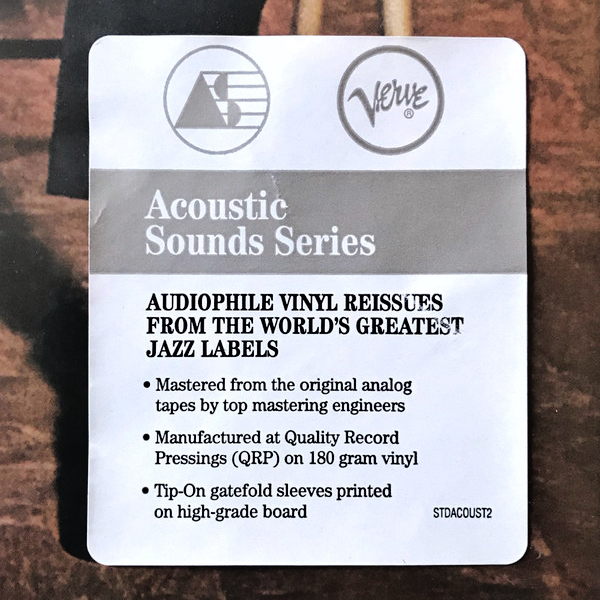 AS
Verve®
Acoustic
Sounds Series
AUDIOPHILE VINYL REISSUES
FROM THE WORLD'S GREATEST
JAZZ LABELS
• Mastered from the original analog
tapes by top mastering engineers
• Manufactured at Quality Record
Pressings (QRP) on 180 gram vinyl
• Tip-On gatefold sleeves printed
on high-grade board
STDACOUST2